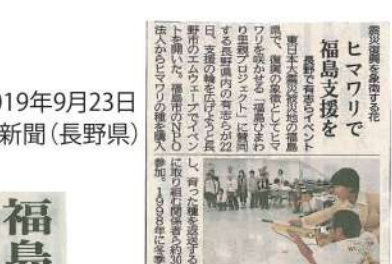 019年9月23日
新聞（長野県）
震災復興を象徴する花
ヒマワリで
福島支援を
長野で有志らイベント
東日本大震災被災地の福島
県で、復興の象徴としてヒマ
ワリを咲かせる「福島ひまわ
り里親プロジェクト」に賛同
する長野県内の有志らが22
日、支援の輪を広げようと長
野市のエムウェーブでイベン
トを開いた。福島市のNPO
法人からヒマワリの種を購入
し、育った種を返送する
に取り組む関係者ら約30
参加。1998年に冬季
福島